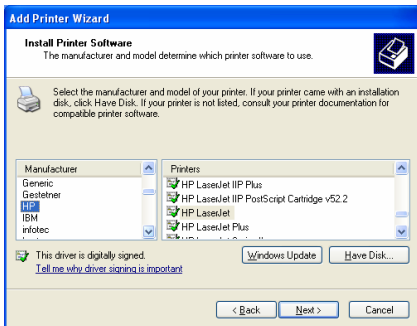 Add Printer Wizard
Install Printer Software
The manufacturer and model determine which printer software to use.
Select the manufacturer and model of your printer. If your printer came with an installation
disk, click Have Disk. If your printer is not listed, consult your printer documentation for
compatible printer software.
Manufacturer
Generic
Gestetner
HP
IBM
infotec
Printers
HP LaserJet IIP Plus
HP LaserJet IIP PostScript Cartridge v52.2
HP LaserJet
HP LaserJet Plus
This driver is digitally signed.
Tell me why driver signing is important
Windows Update
Have Disk...
< Back
Next >
Cancel